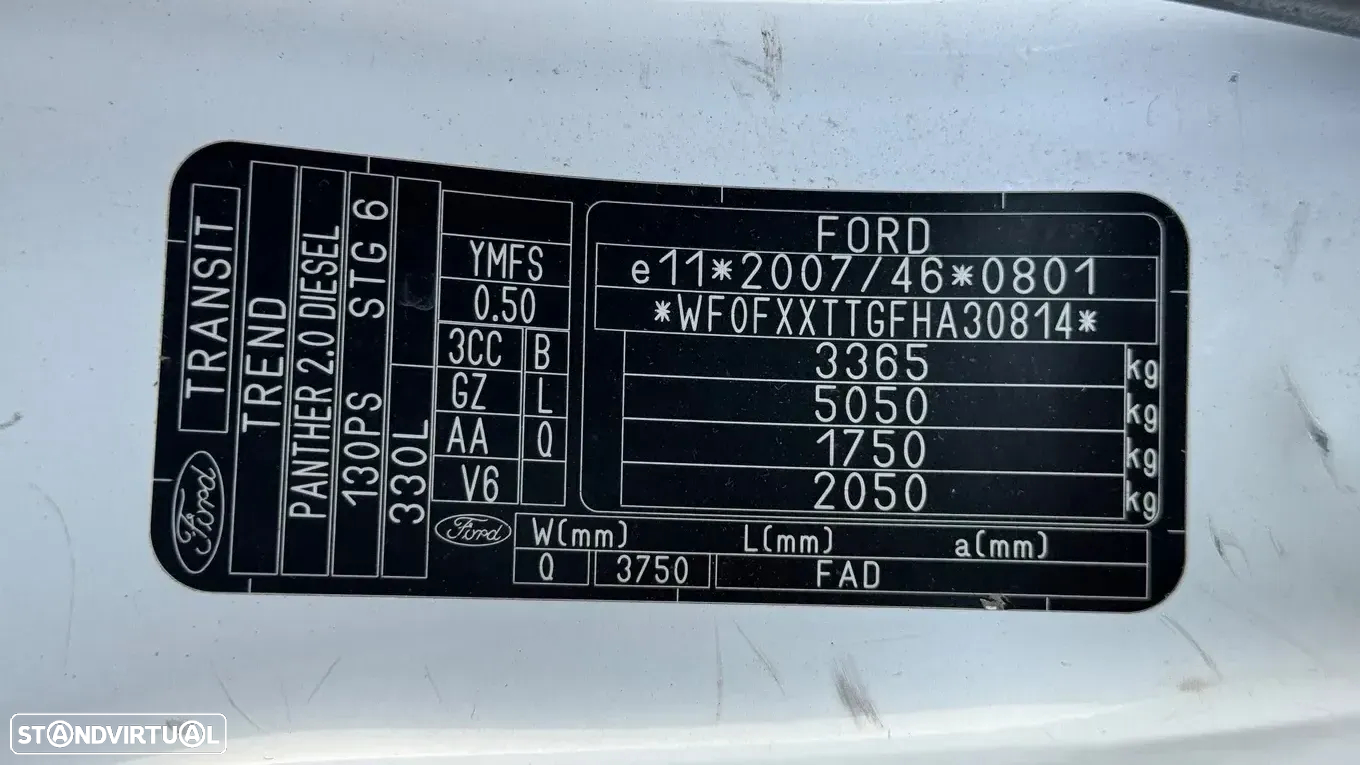 TRANSIT
Ford
TREND
PANTHER 2.0 DIESEL
130PS STG 6
330L
YMFS
0.50
3CC B
GZ L
AA Q
V6
Ford
FORD
e11*2007/46*0801
*WF0FXXTTGFHA30814*
3365 kg
5050 kg
1750 kg
2050 kg
W(mm) L(mm) a(mm)
Q 3750 FAD
STANDVIRTUAL